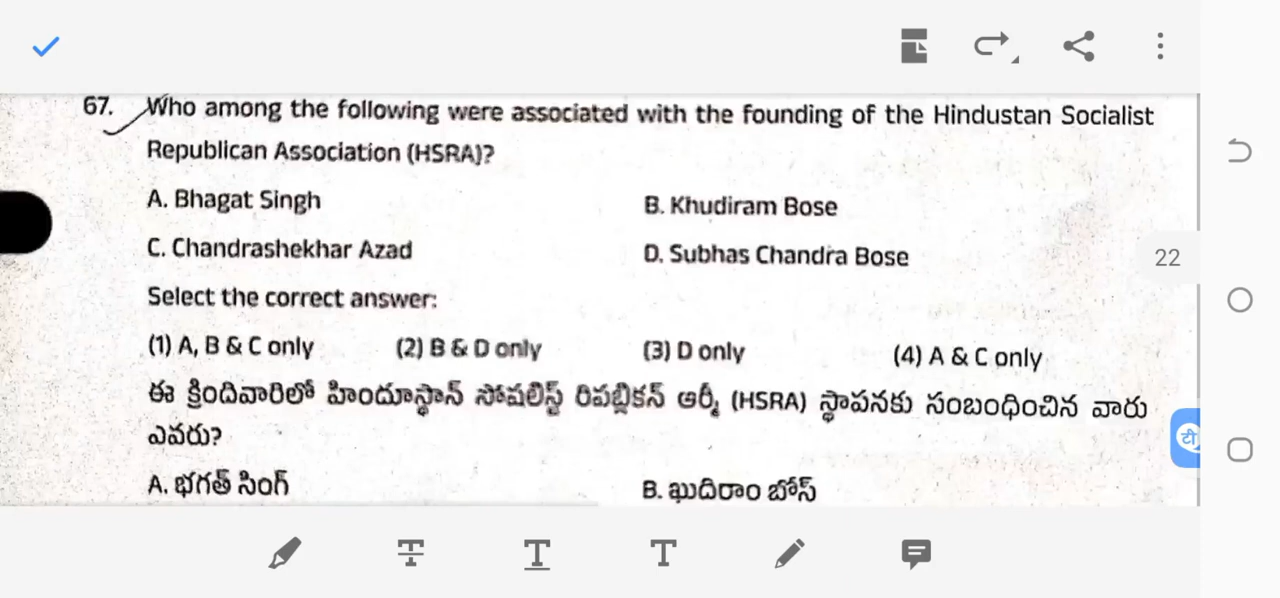 67. Who among the following were associated with the founding of the Hindustan Socialist
Republican Association (HSRA)?
A. Bhagat Singh B. Khudiram Bose
C. Chandrashekhar Azad D. Subhas Chandra Bose
22
Select the correct answer:
(1) A, B & C only (2) B & D only (3) D only (4) A & C only
ఈ క్రిందివారిలో హిందూస్థాన్ సోషలిస్ట్ రిపబ్లికన్ ఆర్మీ (HSRA) స్థాపనకు సంబంధించిన వారు
ఎవరు?
टी
A. భగత్ సింగ్ B. ఖుదిరాం బోస్
T T T